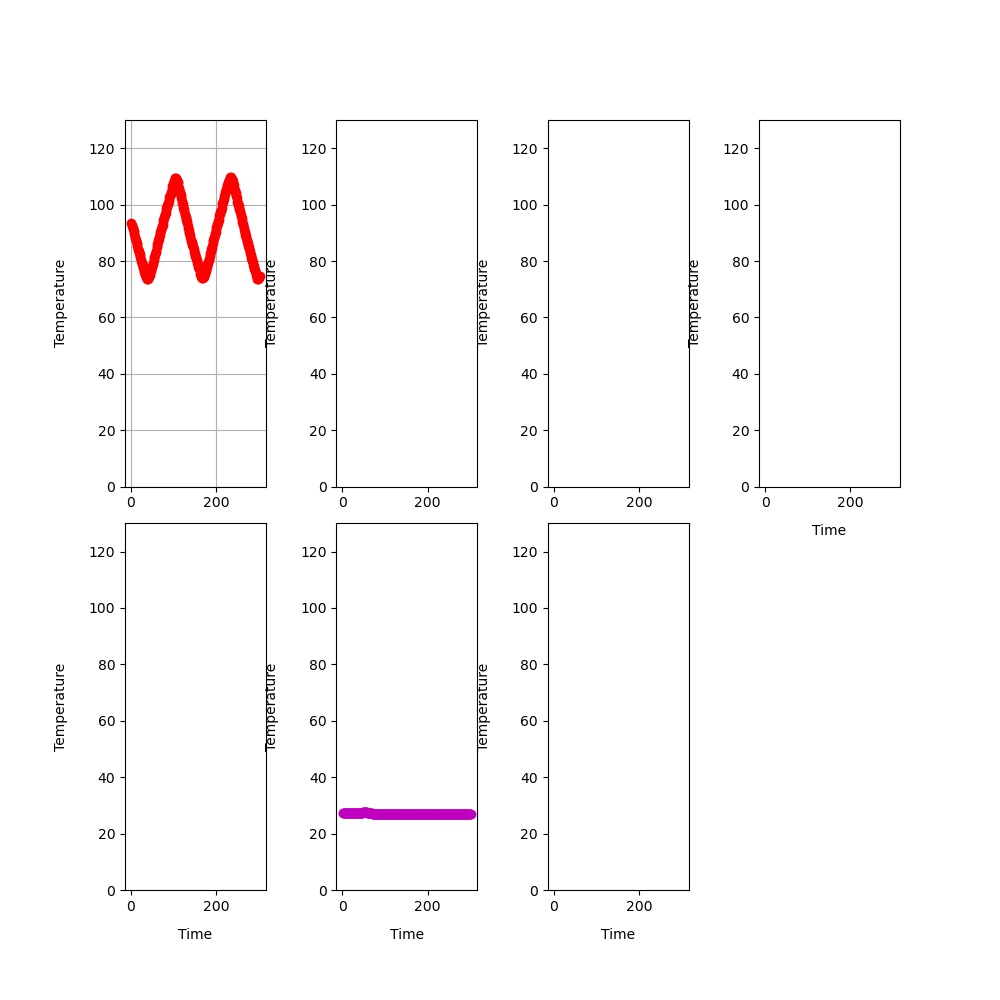 120 120 120 120
100 100 100 100
80 80 80 80
Temperature Temperature Temperature Temperature
60 60 60 60
40 40 40 40
20 20 20 20
0 0 0 0
0 200 0 200 0 200 0 200
Time
120 120 120
100 100 100
80 80 80
Temperature Temperature Temperature
60 60 60
40 40 40
20 20 20
0 0 0
0 200 0 200 0 200
Time Time Time